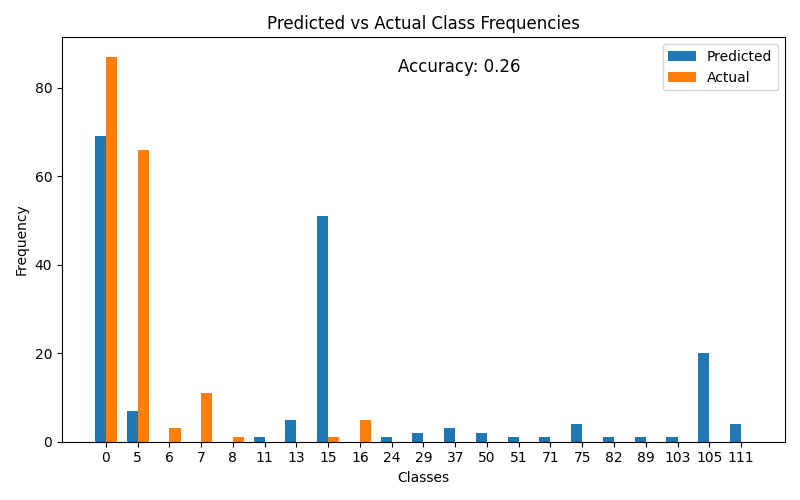 Predicted vs Actual Class Frequencies
Accuracy: 0.26
Predicted
Actual
80
60
40
20
0
Frequency
0 5 6 7 8 11 13 15 16 24 29 37 50 51 71 75 82 89 103 105 111
Classes